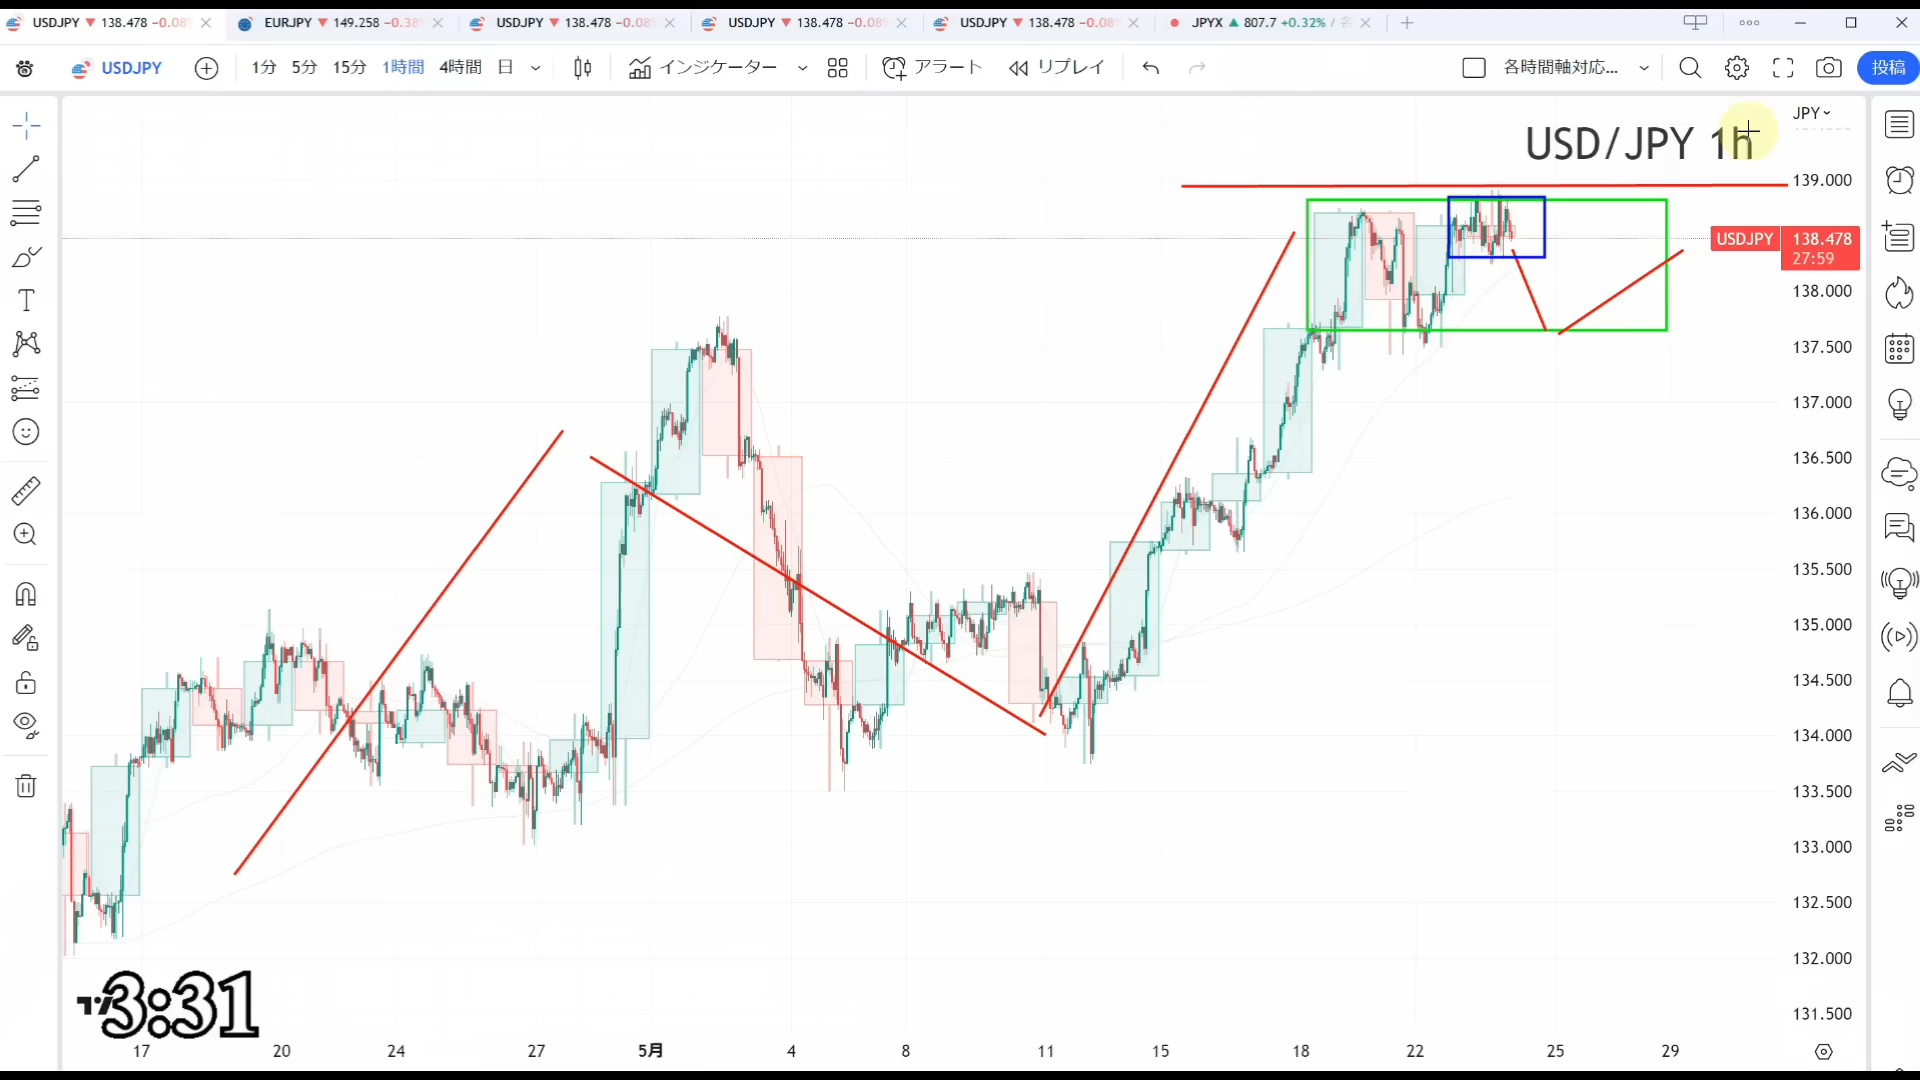 USDJPY ▼ 138.478 −0.08
EURJPY ▼ 149.258 −0.38
USDJPY ▼ 138.478 −0.08
USDJPY ▼ 138.478 −0.08
USDJPY ▼ 138.478 −0.08
JPYX ▲ 807.7 +0.32% /
USDJPY 1分 5分 15分 1時間 4時間 日 インジケーター アラート リプレイ 各時間軸対応... 投稿
JPY
USD/JPY 1h
139.000
USDJPY 138.478
27:59
138.000
137.500
137.000
136.500
136.000
135.500
135.000
134.500
134.000
133.500
133.000
132.500
132.000
131.500
3:31
17 20 24 27 5月 4 8 11 15 18 22 25 29